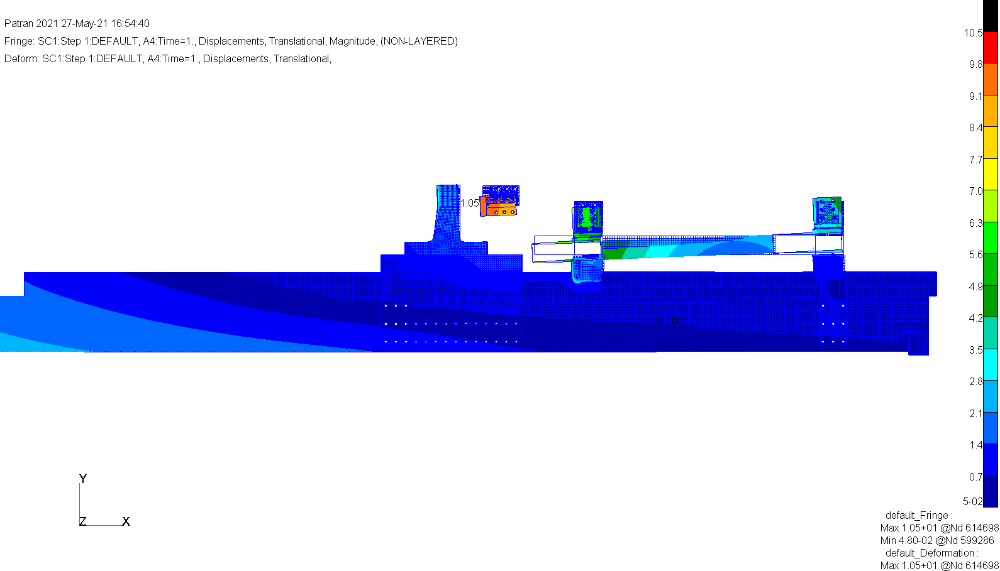 Patran 2021 27-May-21 16:54:40
Fringe: SC1:Step 1:DEFAULT, A4:Time=1., Displacements, Translational, Magnitude, (NON-LAYERED)
Deform: SC1:Step 1:DEFAULT, A4:Time=1., Displacements, Translational,
10.5
9.8
9.1
8.4
7.7
7.0
6.3
5.6
4.9
4.2
3.5
2.8
2.1
1.4
0.7
5-02
1.05
Y
Z
X
default_Fringe :
Max 1.05+01 @Nd 614698
Min 4.80-02 @Nd 599286
default_Deformation :
Max 1.05+01 @Nd 614698